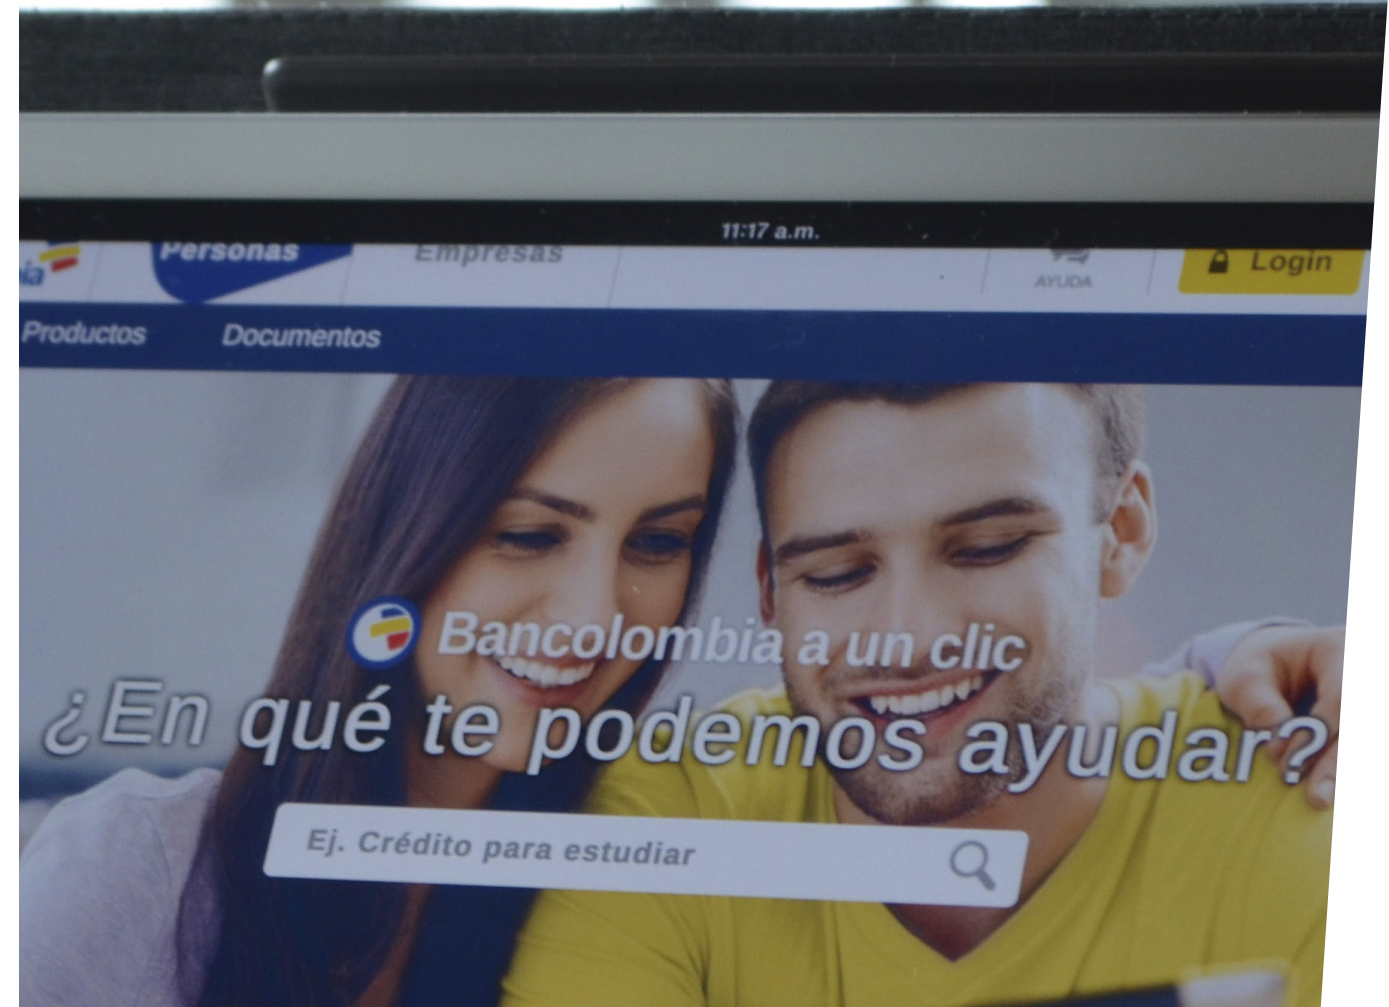 11:17 a.m.
ia Personas Empresas AYUDA Login
Productos Documentos
Bancolombia a un clic
¿En qué te podemos ayudar?
Ej. Crédito para estudiar